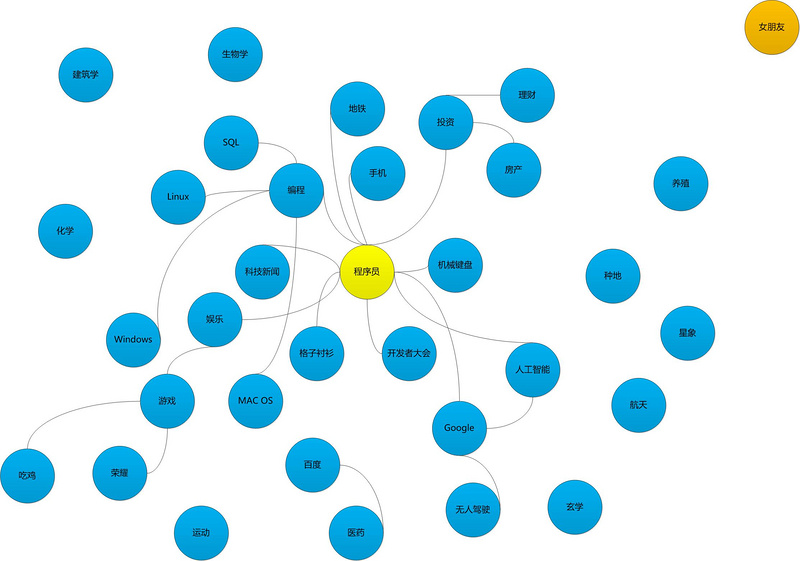 女朋友
生物学
建筑学
理财
地铁
投资
SQL
房产
手机
养殖
编程
Linux
化学
机械键盘
科技新闻
程序员
种地
娱乐
星象
Windows
格子衬衫
开发者大会
人工智能
游戏
MAC OS
航天
Google
百度
荣耀
吃鸡
玄学
无人驾驶
运动
医药